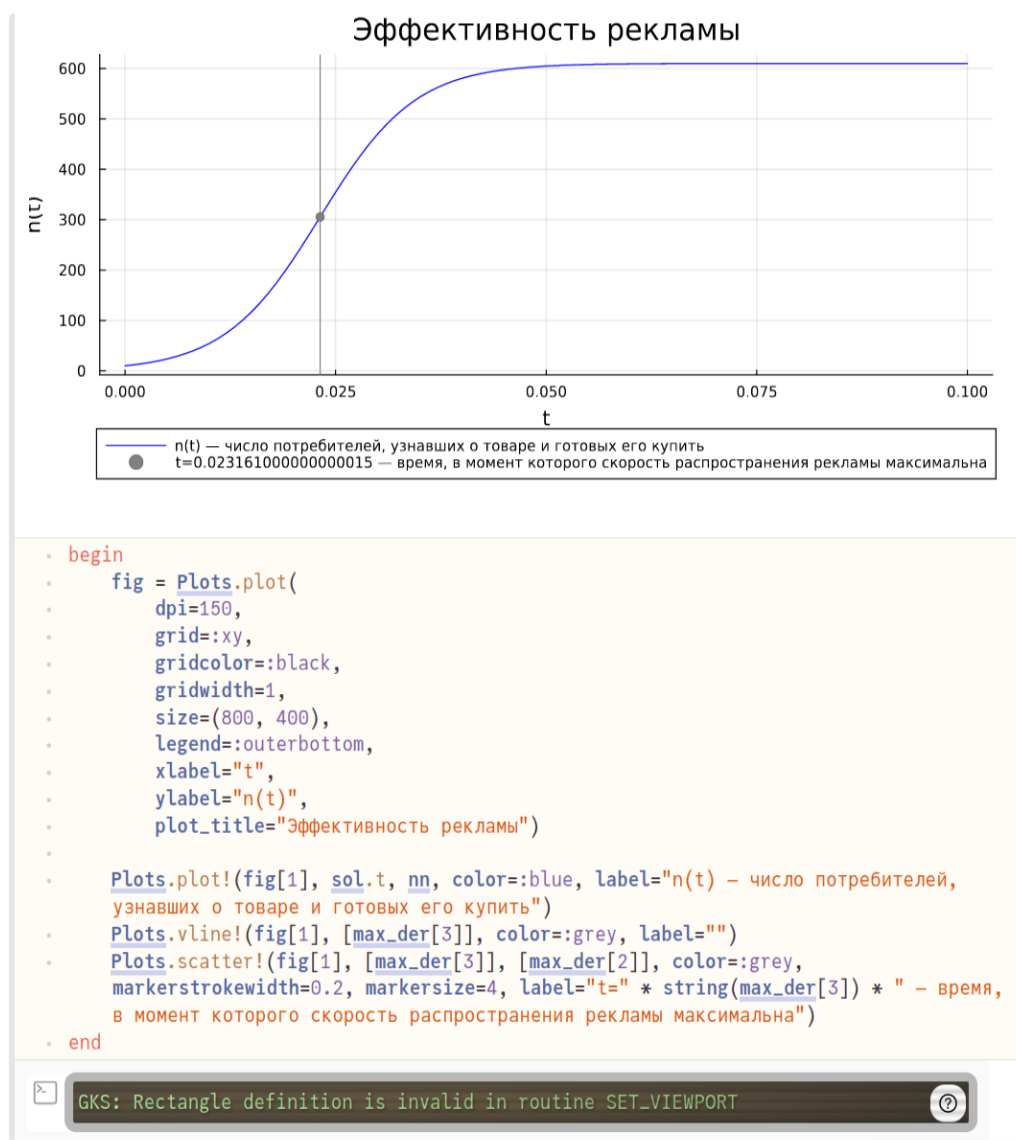 Эффективность рекламы
600
500
400
300
200
100
0
n(t)
0.000 0.025 0.050 0.075 0.100
t
n(t) — число потребителей, узнавших о товаре и готовых его купить
t=0.023161000000000015 — время, в момент которого скорость распространения рекламы максимальна
begin
fig = Plots.plot(
dpi=150,
grid=:xy,
gridcolor=:black,
gridwidth=1,
size=(800, 400),
legend=:outerbottom,
xlabel="t",
ylabel="n(t)",
plot_title="Эффективность рекламы")
Plots.plot!(fig[1], sol.t, nn, color=:blue, label="n(t) — число потребителей,
узнавших о товаре и готовых его купить")
Plots.vline!(fig[1], [max_der[3]], color=:grey, label="")
Plots.scatter!(fig[1], [max_der[3]], [max_der[2]], color=:grey,
markerstrokewidth=0.2, markersize=4, label="t=" * string(max_der[3]) * " — время,
в момент которого скорость распространения рекламы максимальна")
end
GKS: Rectangle definition is invalid in routine SET_VIEWPORT